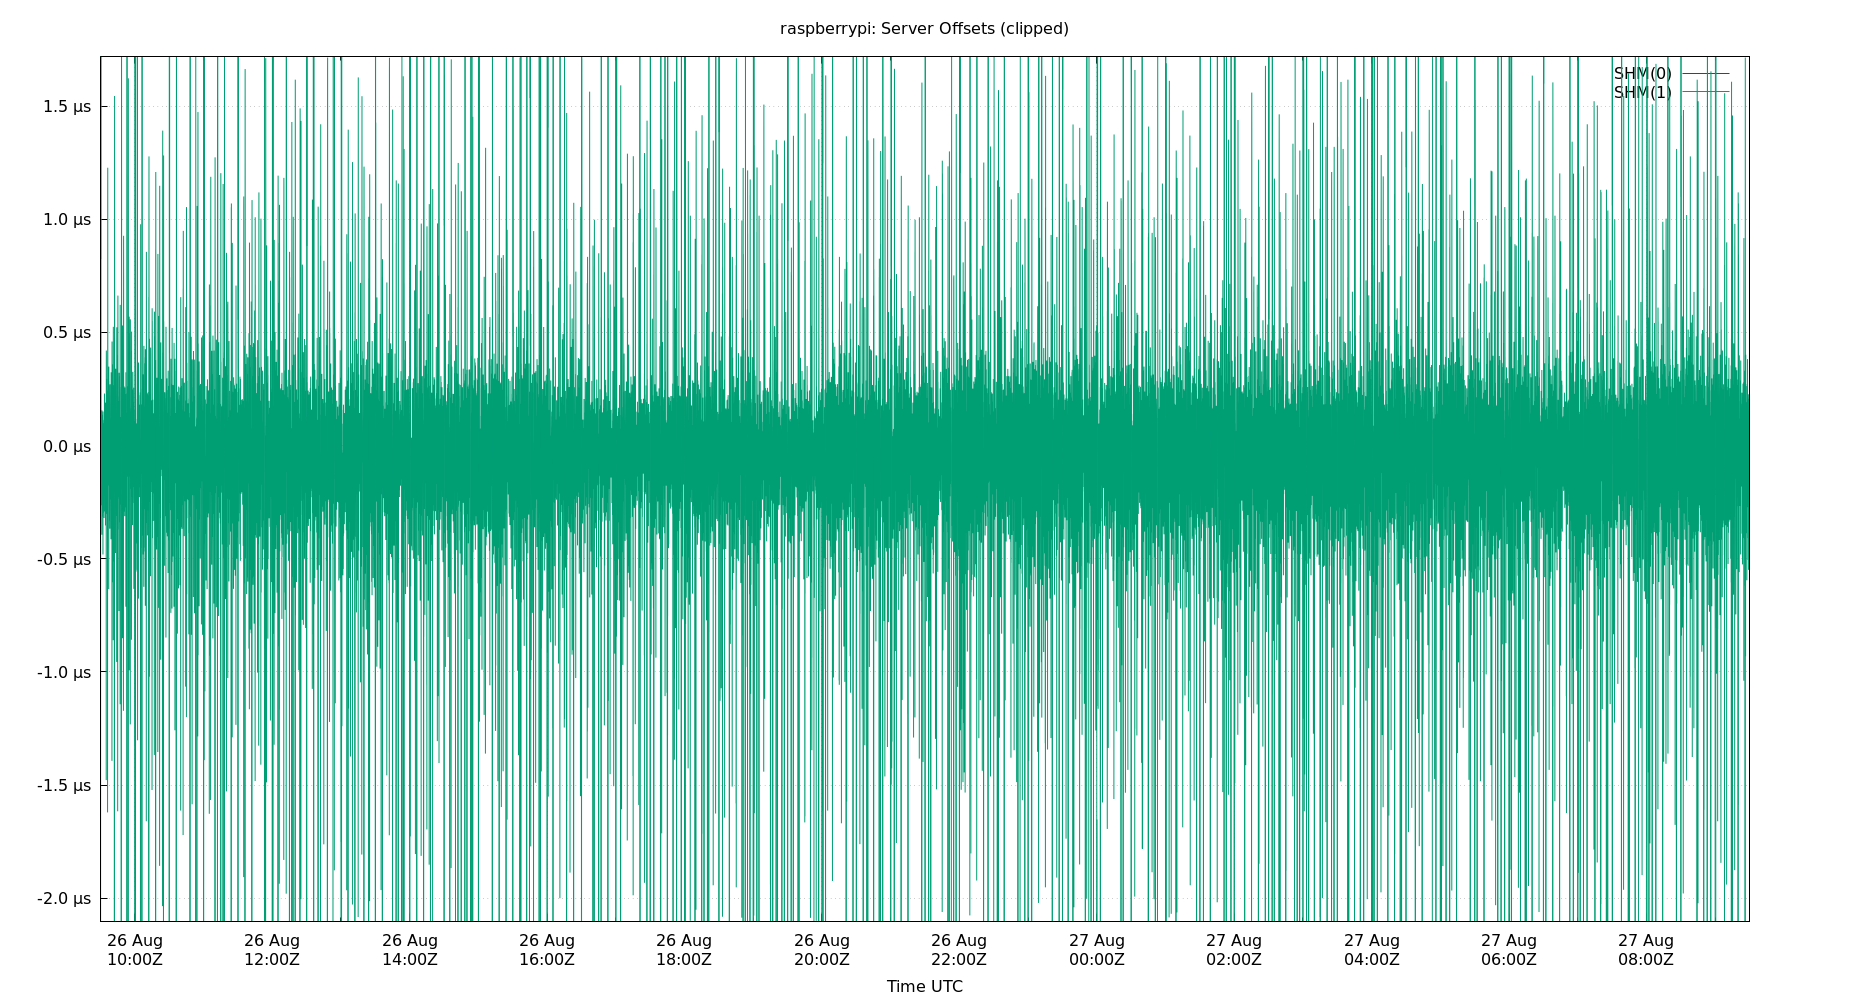 raspberrypi: Server Offsets (clipped)
SHM(0)
SHM(1)
1.5 µs
1.0 µs
0.5 µs
0.0 µs
-0.5 µs
-1.0 µs
-1.5 µs
-2.0 µs
26 Aug 26 Aug 26 Aug 26 Aug 26 Aug 26 Aug 26 Aug 27 Aug 27 Aug 27 Aug 27 Aug 27 Aug
10:00Z 12:00Z 14:00Z 16:00Z 18:00Z 20:00Z 22:00Z 00:00Z 02:00Z 04:00Z 06:00Z 08:00Z
Time UTC